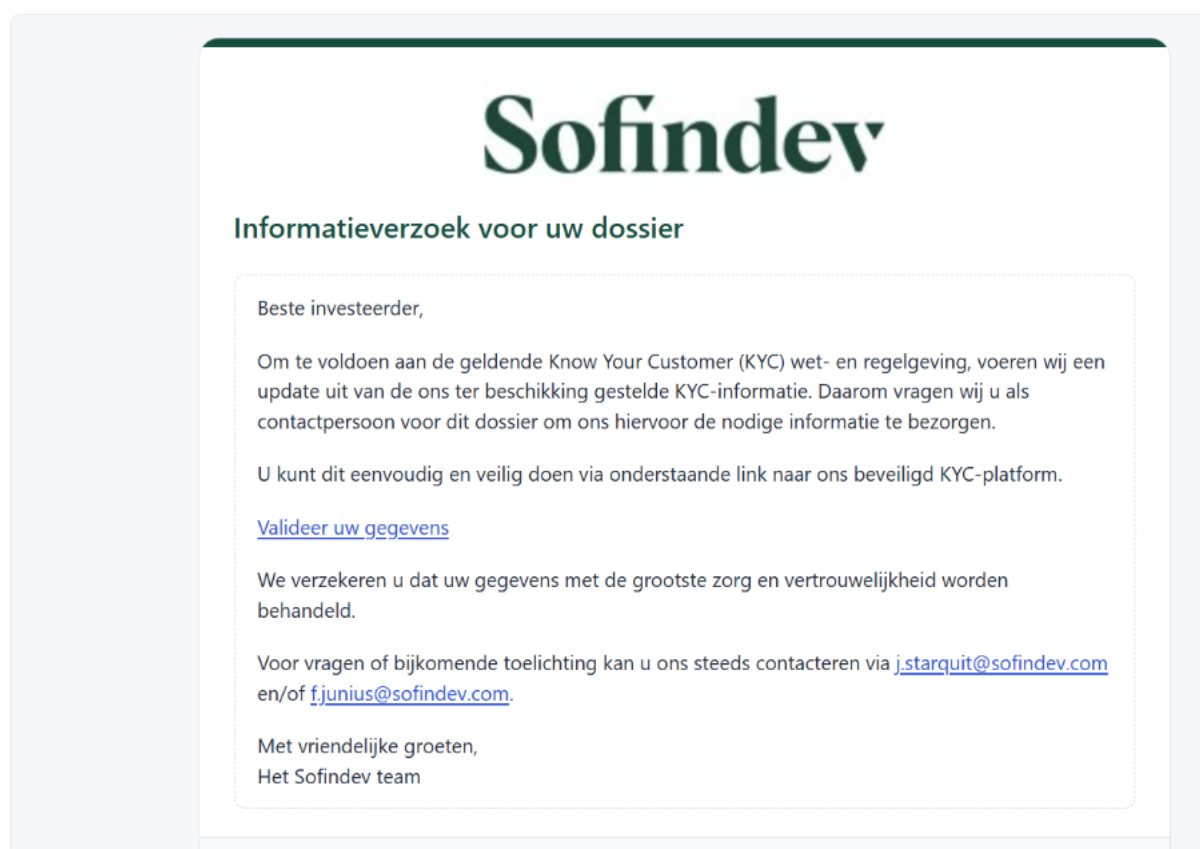 Sofindev
Informatieverzoek voor uw dossier
Beste investeerder,
Om te voldoen aan de geldende Know Your Customer (KYC) wet- en regelgeving, voeren wij een
update uit van de ons ter beschikking gestelde KYC-informatie. Daarom vragen wij u als
contactpersoon voor dit dossier om ons hiervoor de nodige informatie te bezorgen.
U kunt dit eenvoudig en veilig doen via onderstaande link naar ons beveiligd KYC-platform.
Valideer uw gegevens
We verzekeren u dat uw gegevens met de grootste zorg en vertrouwelijkheid worden
behandeld.
Voor vragen of bijkomende toelichting kan u ons steeds contacteren via j.starquit@sofindev.com
en/of f.junius@sofindev.com.
Met vriendelijke groeten,
Het Sofindev team